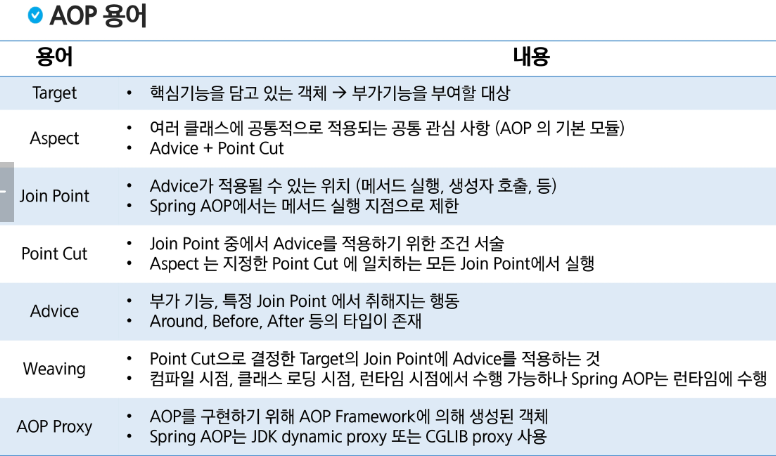 AOP 용어
용어 내용
Target • 핵심기능을 담고 있는 객체 → 부가기능을 부여할 대상
Aspect
• 여러 클래스에 공통적으로 적용되는 공통 관심 사항 (AOP 의 기본 모듈)
• Advice + Point Cut
Join Point
• Advice가 적용될 수 있는 위치 (메서드 실행, 생성자 호출, 등)
• Spring AOP에서는 메서드 실행 지점으로 제한
Point Cut
• Join Point 중에서 Advice를 적용하기 위한 조건 서술
• Aspect 는 지정한 Point Cut 에 일치하는 모든 Join Point에서 실행
Advice
• 부가 기능, 특정 Join Point 에서 취해지는 행동
• Around, Before, After 등의 타입이 존재
Weaving
• Point Cut으로 결정한 Target의 Join Point에 Advice를 적용하는 것
• 컴파일 시점, 클래스 로딩 시점, 런타임 시점에서 수행 가능하나 Spring AOP는 런타임에 수행
AOP Proxy
• AOP를 구현하기 위해 AOP Framework에 의해 생성된 객체
• Spring AOP는 JDK dynamic proxy 또는 CGLIB proxy 사용